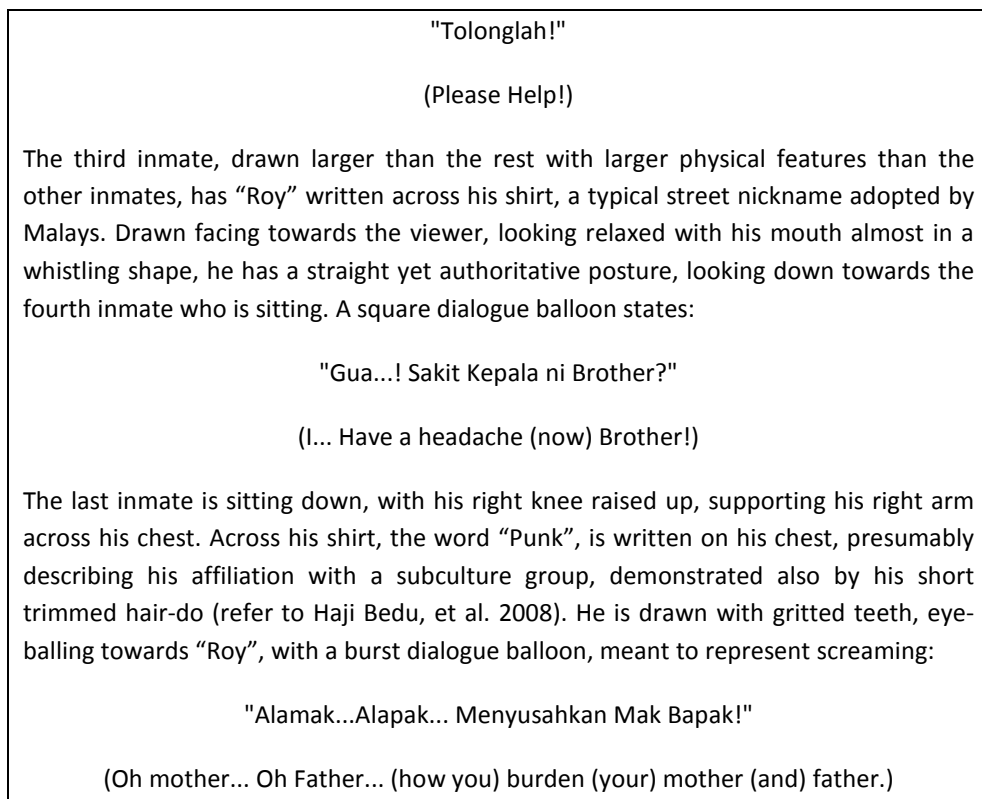 "Tolonglah!"
(Please Help!)
The third inmate, drawn larger than the rest with larger physical features than the
other inmates, has “Roy” written across his shirt, a typical street nickname adopted by
Malays. Drawn facing towards the viewer, looking relaxed with his mouth almost in a
whistling shape, he has a straight yet authoritative posture, looking down towards the
fourth inmate who is sitting. A square dialogue balloon states:
"Gua...! Sakit Kepala ni Brother?"
(I... Have a headache (now) Brother!)
The last inmate is sitting down, with his right knee raised up, supporting his right arm
across his chest. Across his shirt, the word “Punk”, is written on his chest, presumably
describing his affiliation with a subculture group, demonstrated also by his short
trimmed hair-do (refer to Haji Bedu, et al. 2008). He is drawn with gritted teeth, eye-
balling towards “Roy”, with a burst dialogue balloon, meant to represent screaming:
"Alamak...Alapak... Menyusahkan Mak Bapak!"
(Oh mother... Oh Father... (how you) burden (your) mother (and) father.)